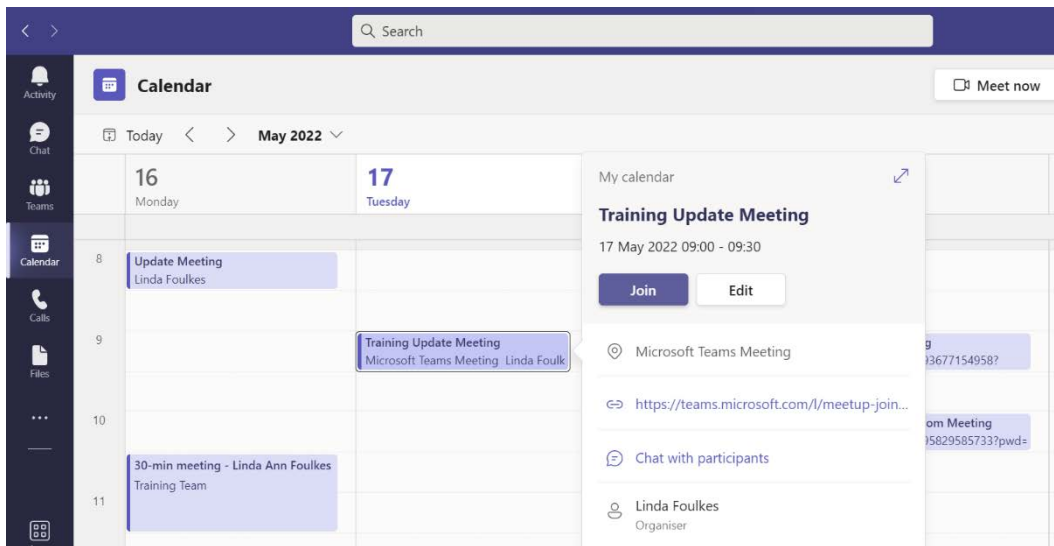 Search
Activity
Chat
Teams
Calendar
Calls
Files
Calendar
Meet now
Today
May 2022
16
Monday
17
Tuesday
8
9
10
11
Update Meeting
Linda Foulkes
30-min meeting - Linda Ann Foulkes
Training Team
Training Update Meeting
Microsoft Teams Meeting Linda Foulk
My calendar
Training Update Meeting
17 May 2022 09:00 - 09:30
Join
Edit
Microsoft Teams Meeting
https://teams.microsoft.com/l/meetup-join...
Chat with participants
Linda Foulkes
Organiser
g
93677154958?
om Meeting
95829585733?pwd=